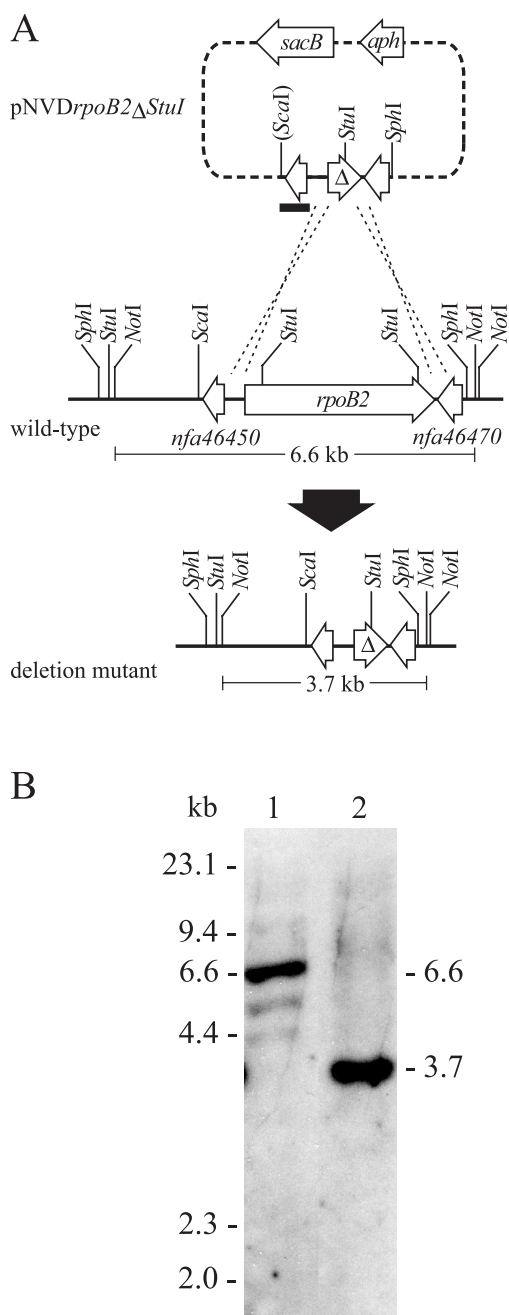 A
sacB aph
pNVDrpoB2ΔStuI
(ScaI) StuI SphI
Δ
SphI StuI NotI ScaI StuI StuI SphI NotI NotI
rpoB2
wild-type
nfa46450 nfa46470
6.6 kb
SphI StuI NotI ScaI StuI SphI NotI NotI
Δ
deletion mutant
3.7 kb
B
kb 1 2
23.1 -
9.4 -
6.6 - - 6.6
4.4 -
- 3.7
2.3 -
2.0 -